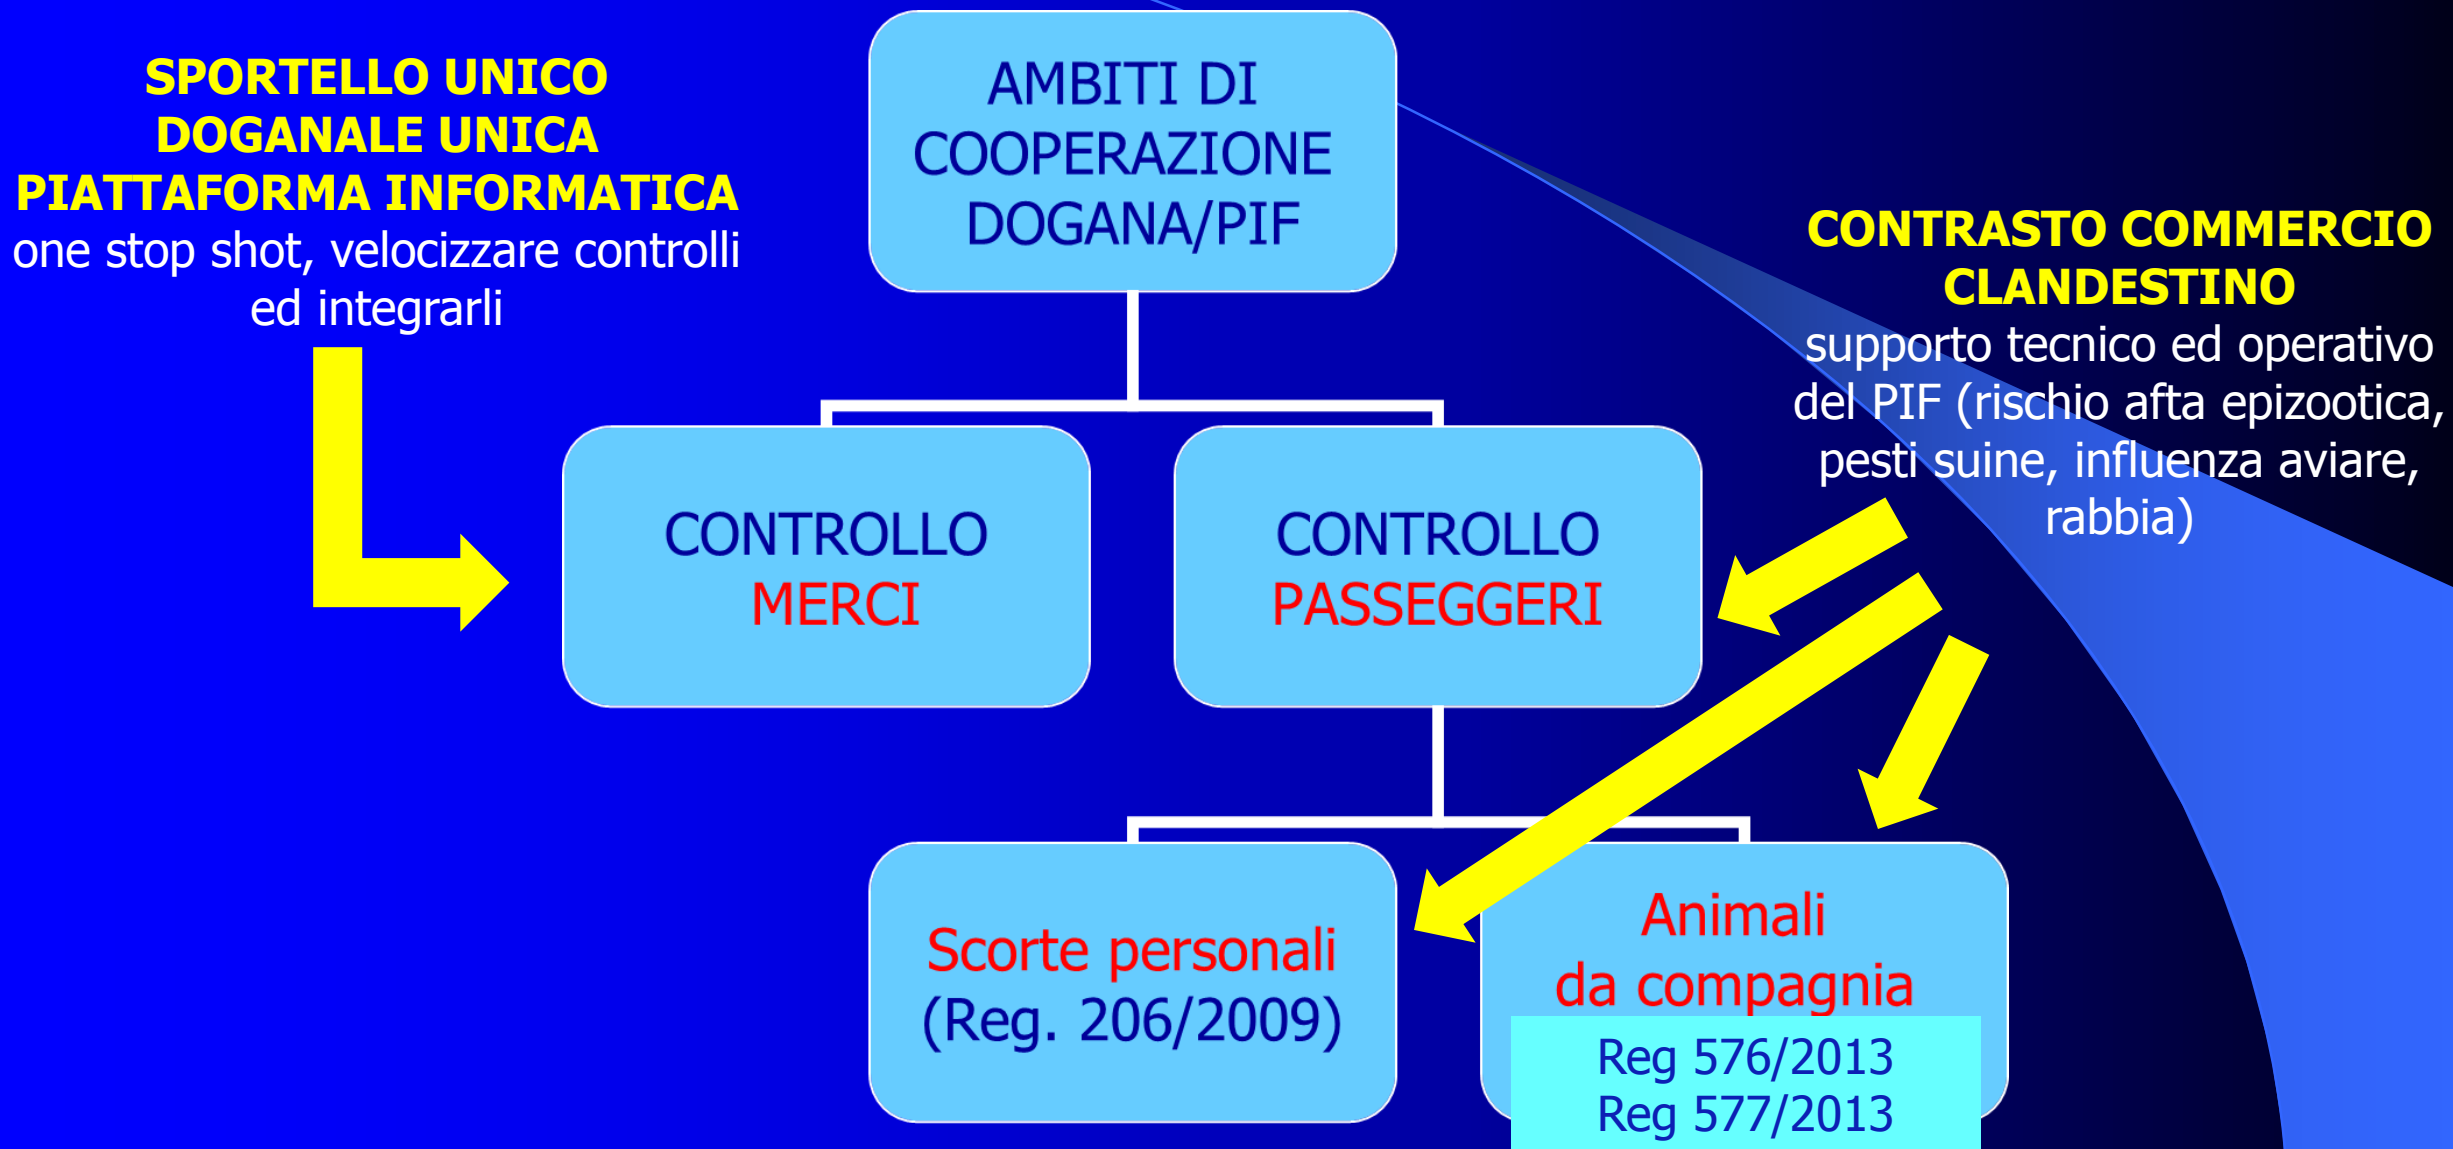 SPORTELLO UNICO
DOGANALE UNICA
PIATTAFORMA INFORMATICA
one stop shot, velocizzare controlli
ed integrarli
AMBITI DI
COOPERAZIONE
DOGANA/PIF
CONTRASTO COMMERCIO
CLANDESTINO
supporto tecnico ed operativo
del PIF (rischio afta epizootica,
pesti suine, influenza aviare,
rabbia)
CONTROLLO
MERCI
CONTROLLO
PASSEGGERI
Scorte personali
(Reg. 206/2009)
Animali
da compagnia
Reg 576/2013
Reg 577/2013